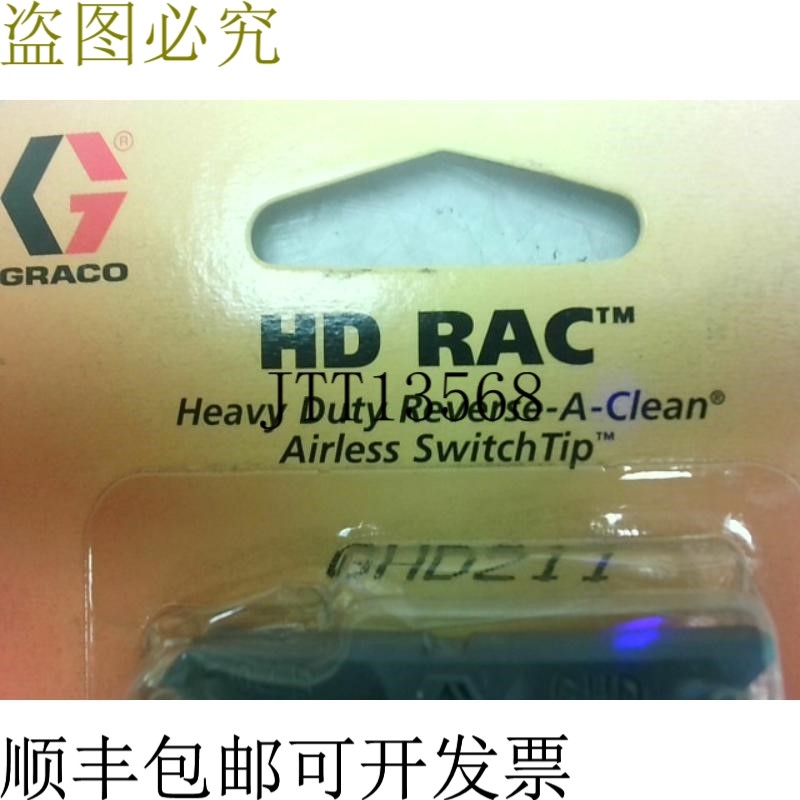 盗图必究
®
GRACO
HD RAC™
JTT13568
Heavy Duty Reverse-A-Clean®
Airless SwitchTip™
GHD211
GHD
顺丰包邮可开发票